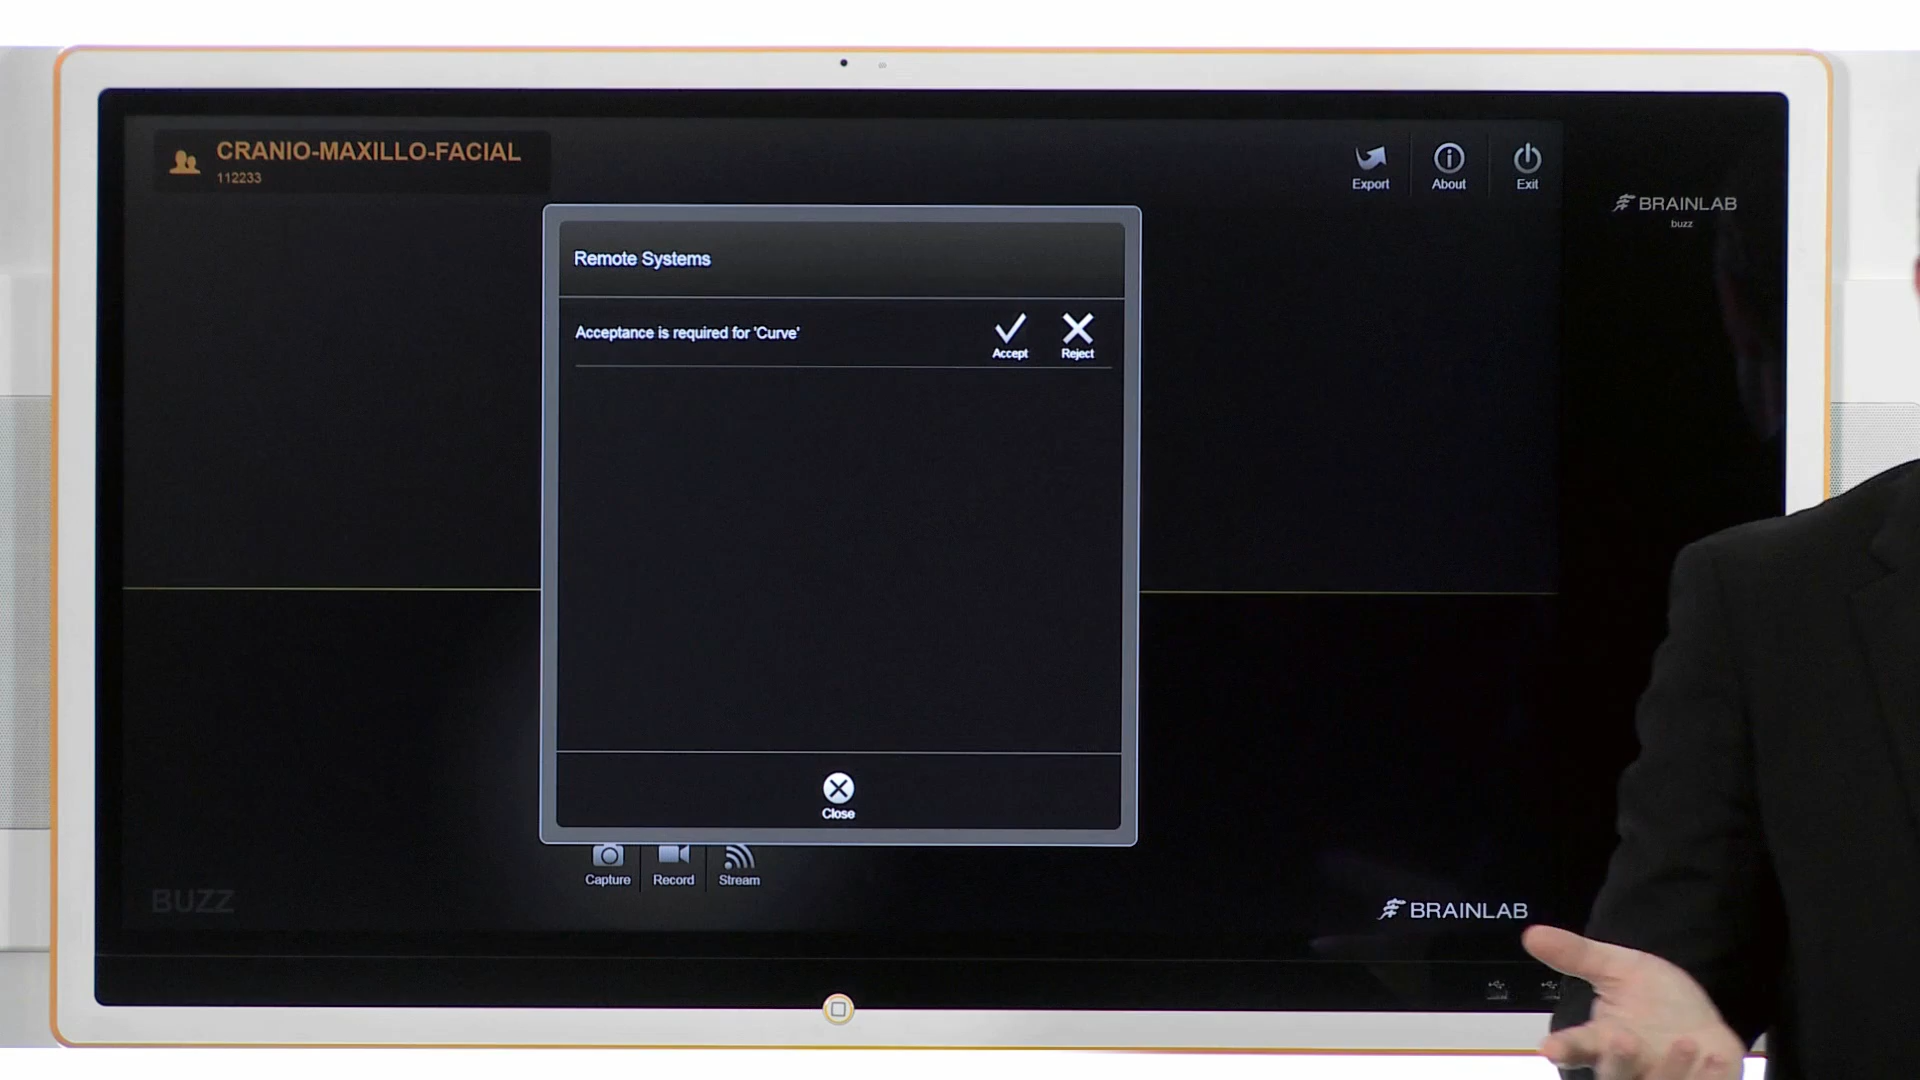 CRANIO-MAXILLO-FACIAL
112233
Export
About
Exit
BRAINLAB
buzz
Remote Systems
Acceptance is required for 'Curve'
Accept
Reject
Close
Capture
Record
Stream
BUZZ
BRAINLAB